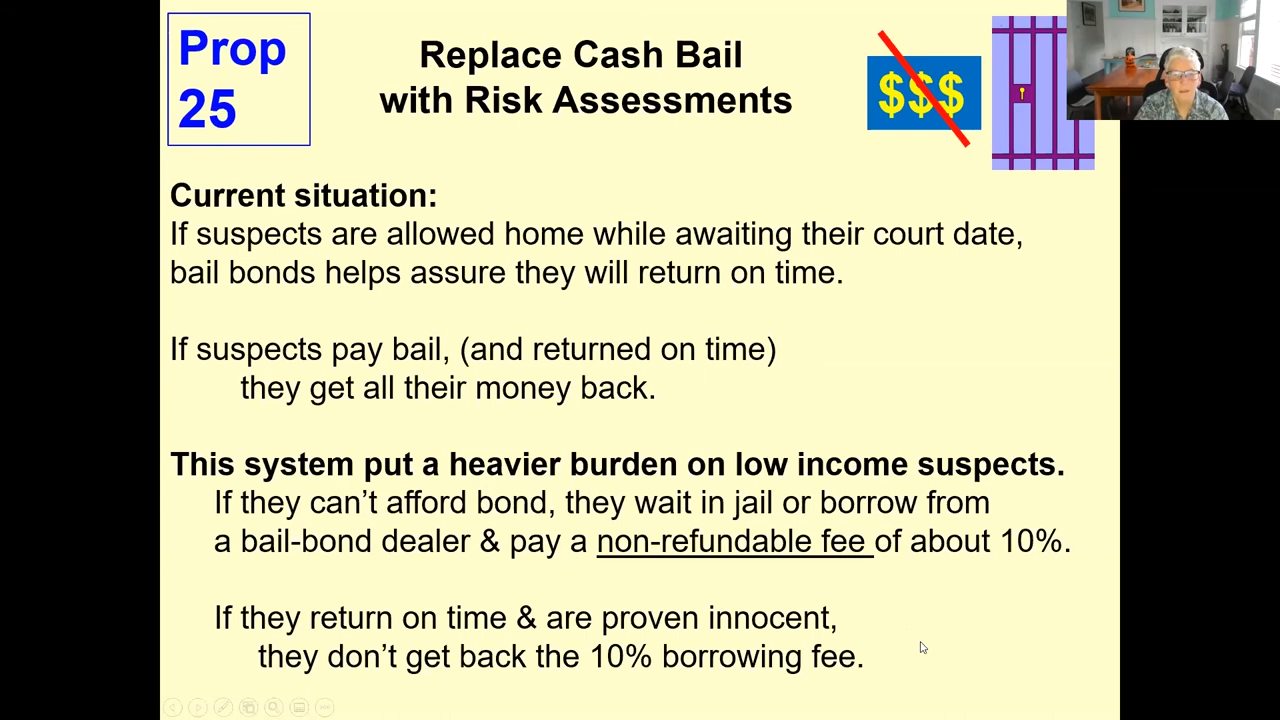 Prop
25
Replace Cash Bail
with Risk Assessments
$$$
Current situation:
If suspects are allowed home while awaiting their court date,
bail bonds helps assure they will return on time.
If suspects pay bail, (and returned on time)
they get all their money back.
This system put a heavier burden on low income suspects.
If they can’t afford bond, they wait in jail or borrow from
a bail-bond dealer & pay a non-refundable fee of about 10%.
If they return on time & are proven innocent,
they don’t get back the 10% borrowing fee.